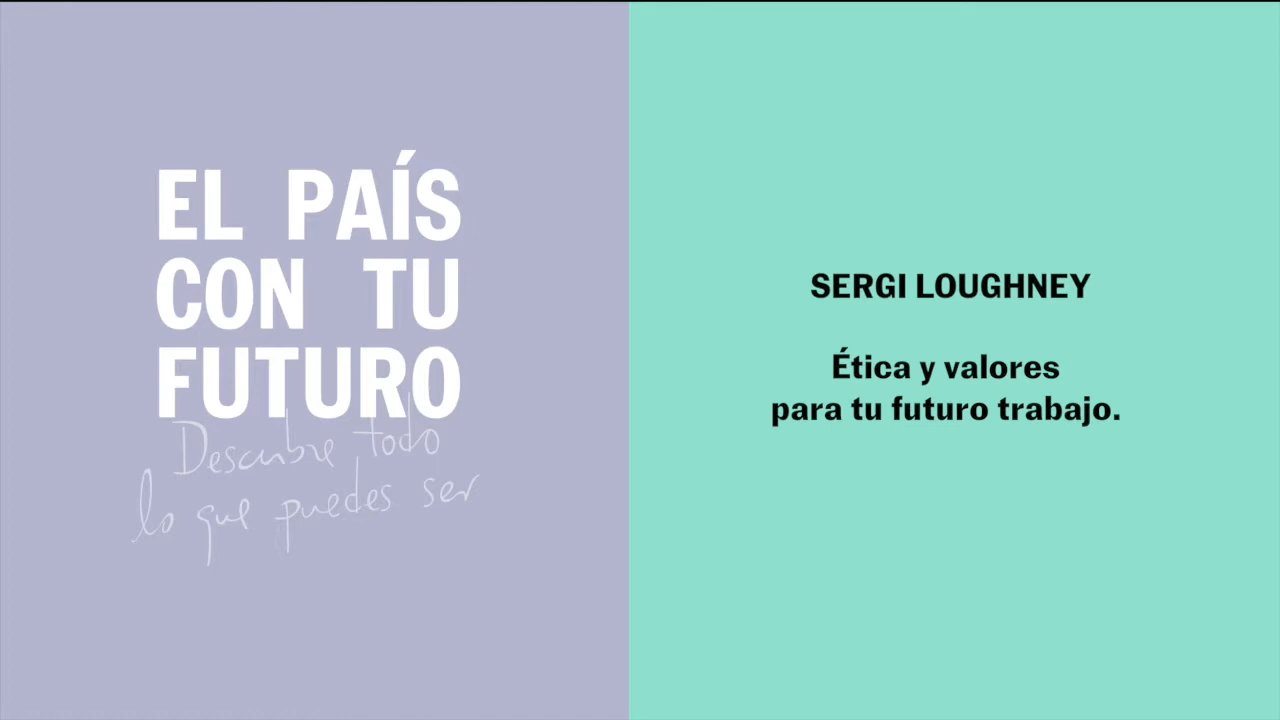 EL PAÍS
CON TU
FUTURO
Descubre todo
lo que puedes ser
SERGI LOUGHNEY
Ética y valores
para tu futuro trabajo.